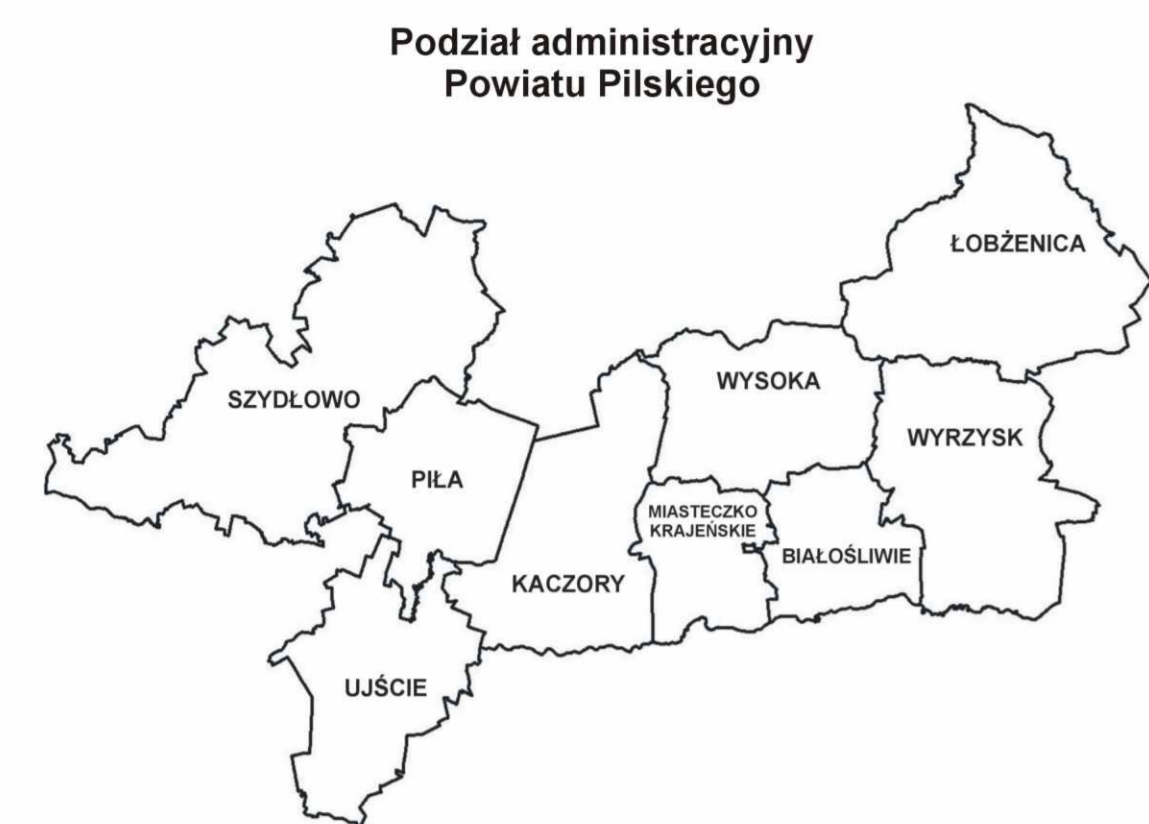 Podział administracyjny
Powiatu Pilskiego
ŁOBŻENICA
SZYDŁOWO
WYSOKA
WYRZYSK
PIŁA
MIASTECZKO
KRAJEŃSKIE
BIAŁOŚLIWIE
KACZORY
UJŚCIE